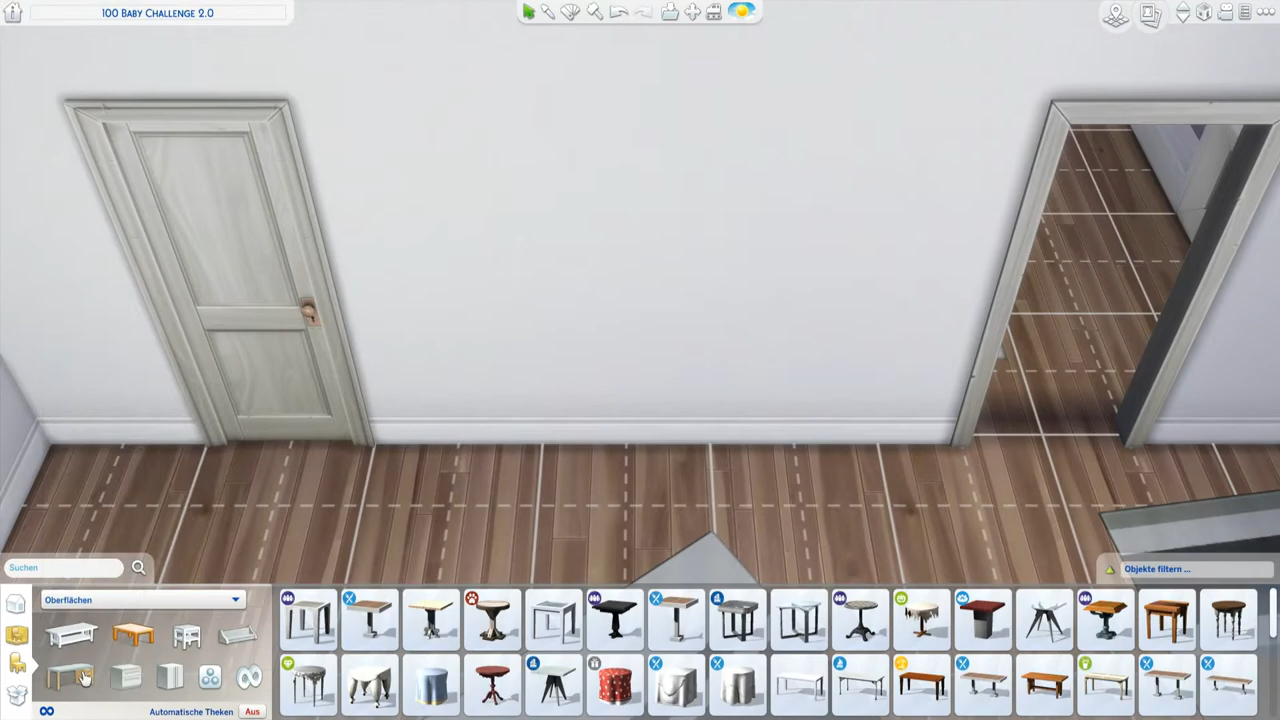 100 Baby Challenge 2.0
Suchen
Objekte filtern ...
Oberflächen
Automatische Theken Aus